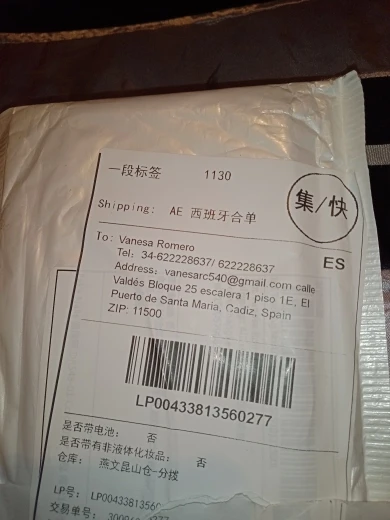 一段标签 1130
集/快
Shipping: AE 西班牙合单
ES
To: Vanesa Romero
Tel: 34-622228637/ 622228637
Address: vanesarc540@gmail com calle
Valdés Bloque 25 escalera 1 piso 1E, El
Puerto de Santa Maria, Cadiz, Spain
ZIP: 11500
LP00433813560277
是否带电池: 否
是否带有非液体化妆品: 否
仓库: 燕文昆山仓-分拨
LP号: LP004338135602
交易单号: